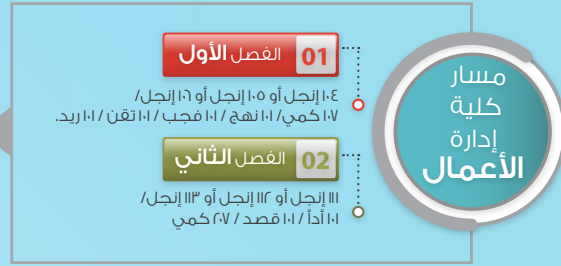 مسار
كلية
إدارة
الأعمال
01 الفصل الأول
١٠٤ إنجل أو ١٠٥ إنجل أو ١٠٦ إنجل/
١٠٧ كمي/ ١٠١ نهج / ١٠١ فجب / ١٠١ تقن / ١٠١ ريد.
02 الفصل الثاني
١١١ إنجل أو ١١٢ إنجل أو ١١٣ إنجل/
١٠١ أدأ / ١٠١ قصد / ٢٠٧ كمي